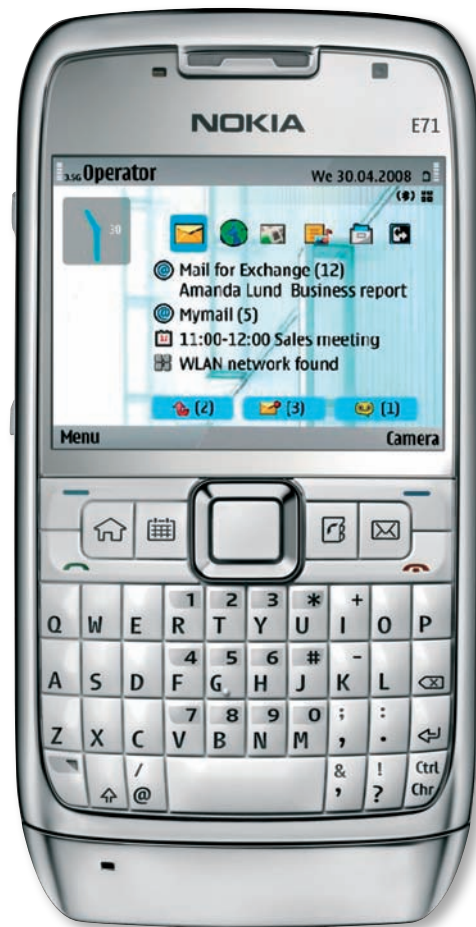 NOKIA E71
3.5G Operator We 30.04.2008
Mail for Exchange (12)
Amanda Lund Business report
Mymail (5)
11:00-12:00 Sales meeting
WLAN network found
(2) (3) (1)
Menu Camera
1 2 3 * +
Q W E R T Y U I O P
4 5 6 # -
A S D F G H J K L
7 8 9 0 ; :
Z X C V B N M , .
/ & ! Ctrl
@ ' ? Chr